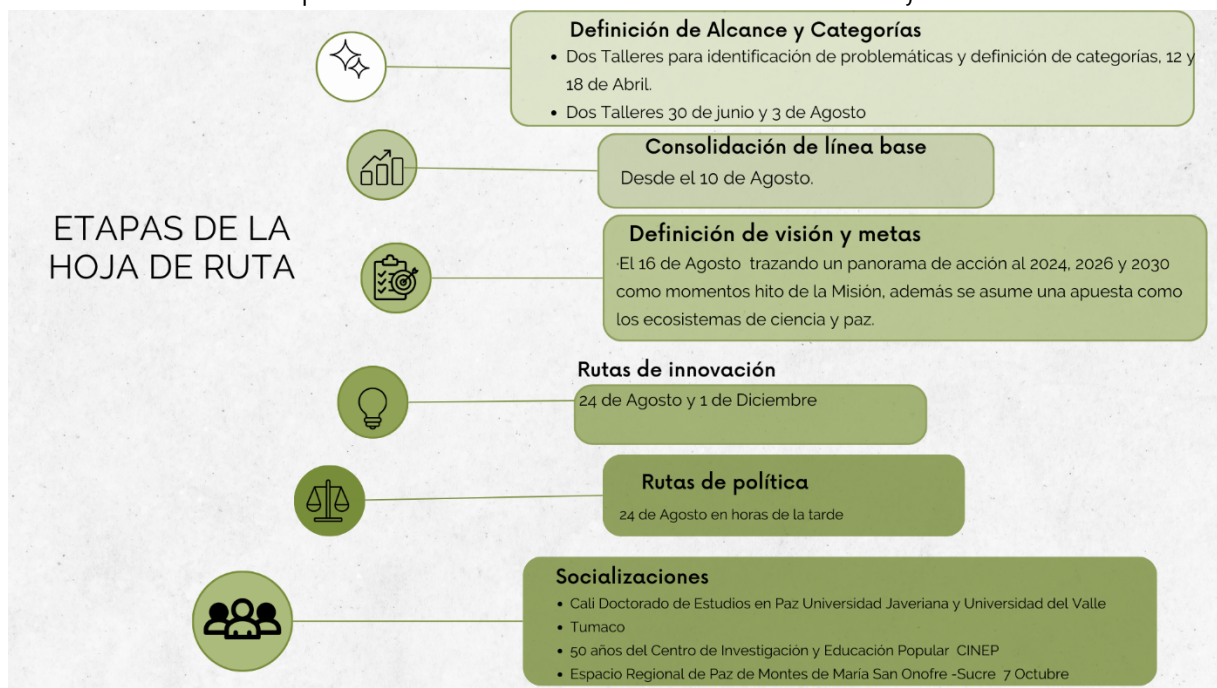 ETAPAS DE LA
HOJA DE RUTA
Definición de Alcance y Categorías
• Dos Talleres para identificación de problemáticas y definición de categorías, 12 y
18 de Abril.
• Dos Talleres 30 de junio y 3 de Agosto
Consolidación de línea base
Desde el 10 de Agosto.
Definición de visión y metas
·El 16 de Agosto trazando un panorama de acción al 2024, 2026 y 2030
como momentos hito de la Misión, además se asume una apuesta como
los ecosistemas de ciencia y paz.
Rutas de innovación
24 de Agosto y 1 de Diciembre
Rutas de política
24 de Agosto en horas de la tarde
Socializaciones
• Cali Doctorado de Estudios en Paz Universidad Javeriana y Universidad del Valle
• Tumaco
• 50 años del Centro de Investigación y Educación Popular CINEP
• Espacio Regional de Paz de Montes de María San Onofre -Sucre 7 Octubre